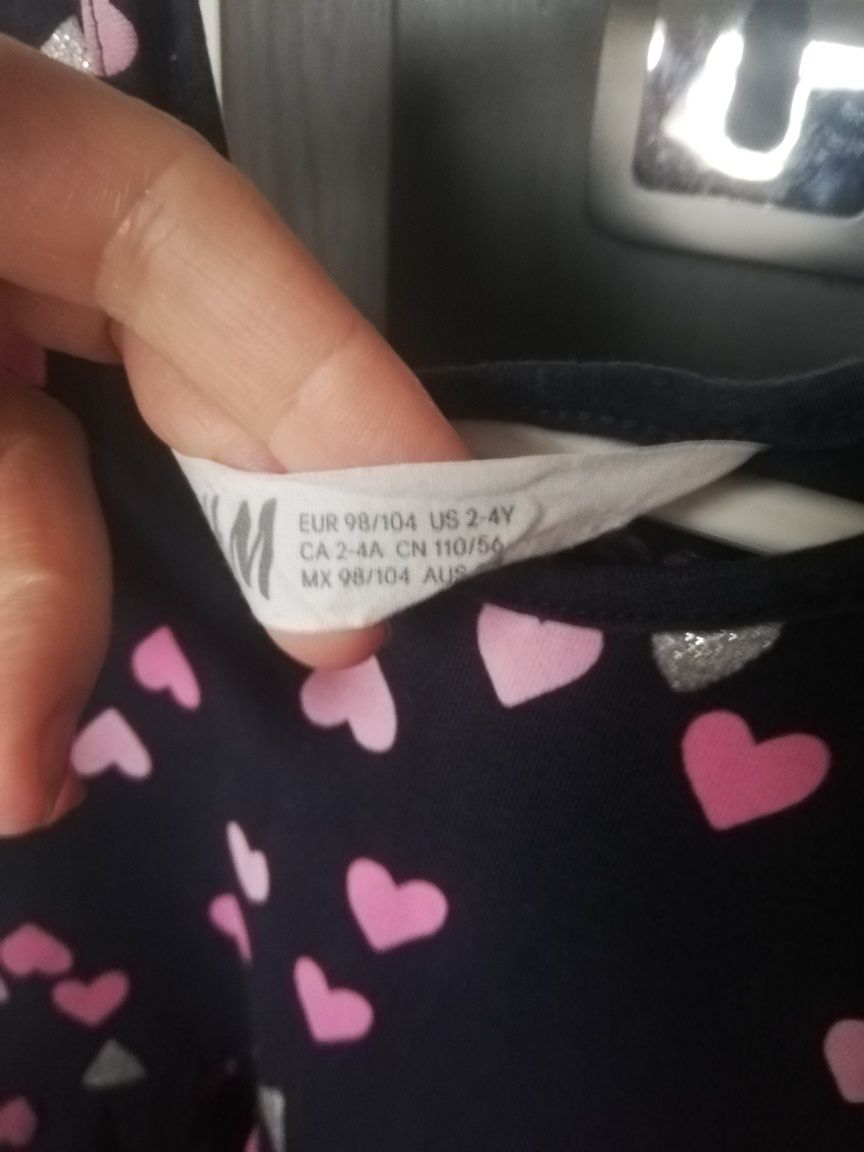 EUR 98/104 US 2-4Y
CA 2-4A CN 110/56
MX 98/104 AUS